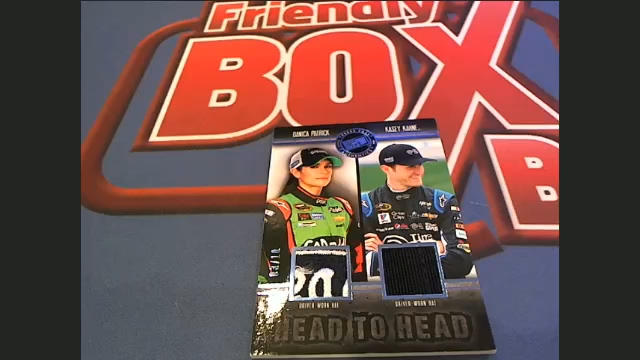 Friendly
BOX
B
DANICA PATRICK
KASEY KAHNE
DRIVER-WORN HAT
DRIVER-WORN HAT
HEAD TO HEAD